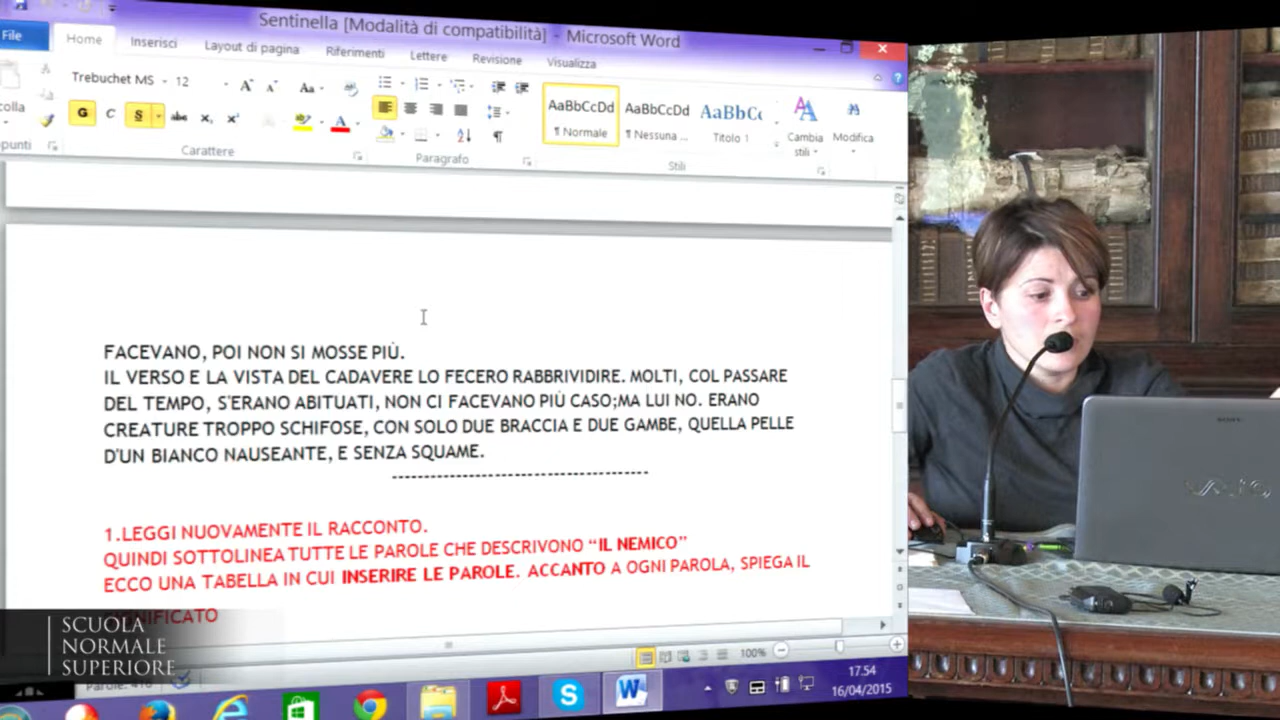 Sentinella [Modalità di compatibilità] - Microsoft Word
File
Home
Inserisci
Layout di pagina
Riferimenti
Lettere
Revisione
Visualizza
Trebuchet MS
12
G C S abc x₂ x²
Aa
AaBbCcDd
¶ Normale
AaBbCcDd
¶ Nessuna ...
AaBbCc
Titolo 1
Cambia
stili
Modifica
Carattere
Paragrafo
Stili
FACEVANO, POI NON SI MOSSE PIÙ.
IL VERSO E LA VISTA DEL CADAVERE LO FECERO RABBRIVIDIRE. MOLTI, COL PASSARE
DEL TEMPO, S'ERANO ABITUATI, NON CI FACEVANO PIÙ CASO;MA LUI NO. ERANO
CREATURE TROPPO SCHIFOSE, CON SOLO DUE BRACCIA E DUE GAMBE, QUELLA PELLE
D'UN BIANCO NAUSEANTE, E SENZA SQUAME.
----------------------------------
1.LEGGI NUOVAMENTE IL RACCONTO.
QUINDI SOTTOLINEA TUTTE LE PAROLE CHE DESCRIVONO “IL NEMICO”
ECCO UNA TABELLA IN CUI INSERIRE LE PAROLE. ACCANTO A OGNI PAROLA, SPIEGA IL
SIGNIFICATO
SCUOLA
NORMALE
SUPERIORE
100%
17.54
16/04/2015
SONY
VAIO